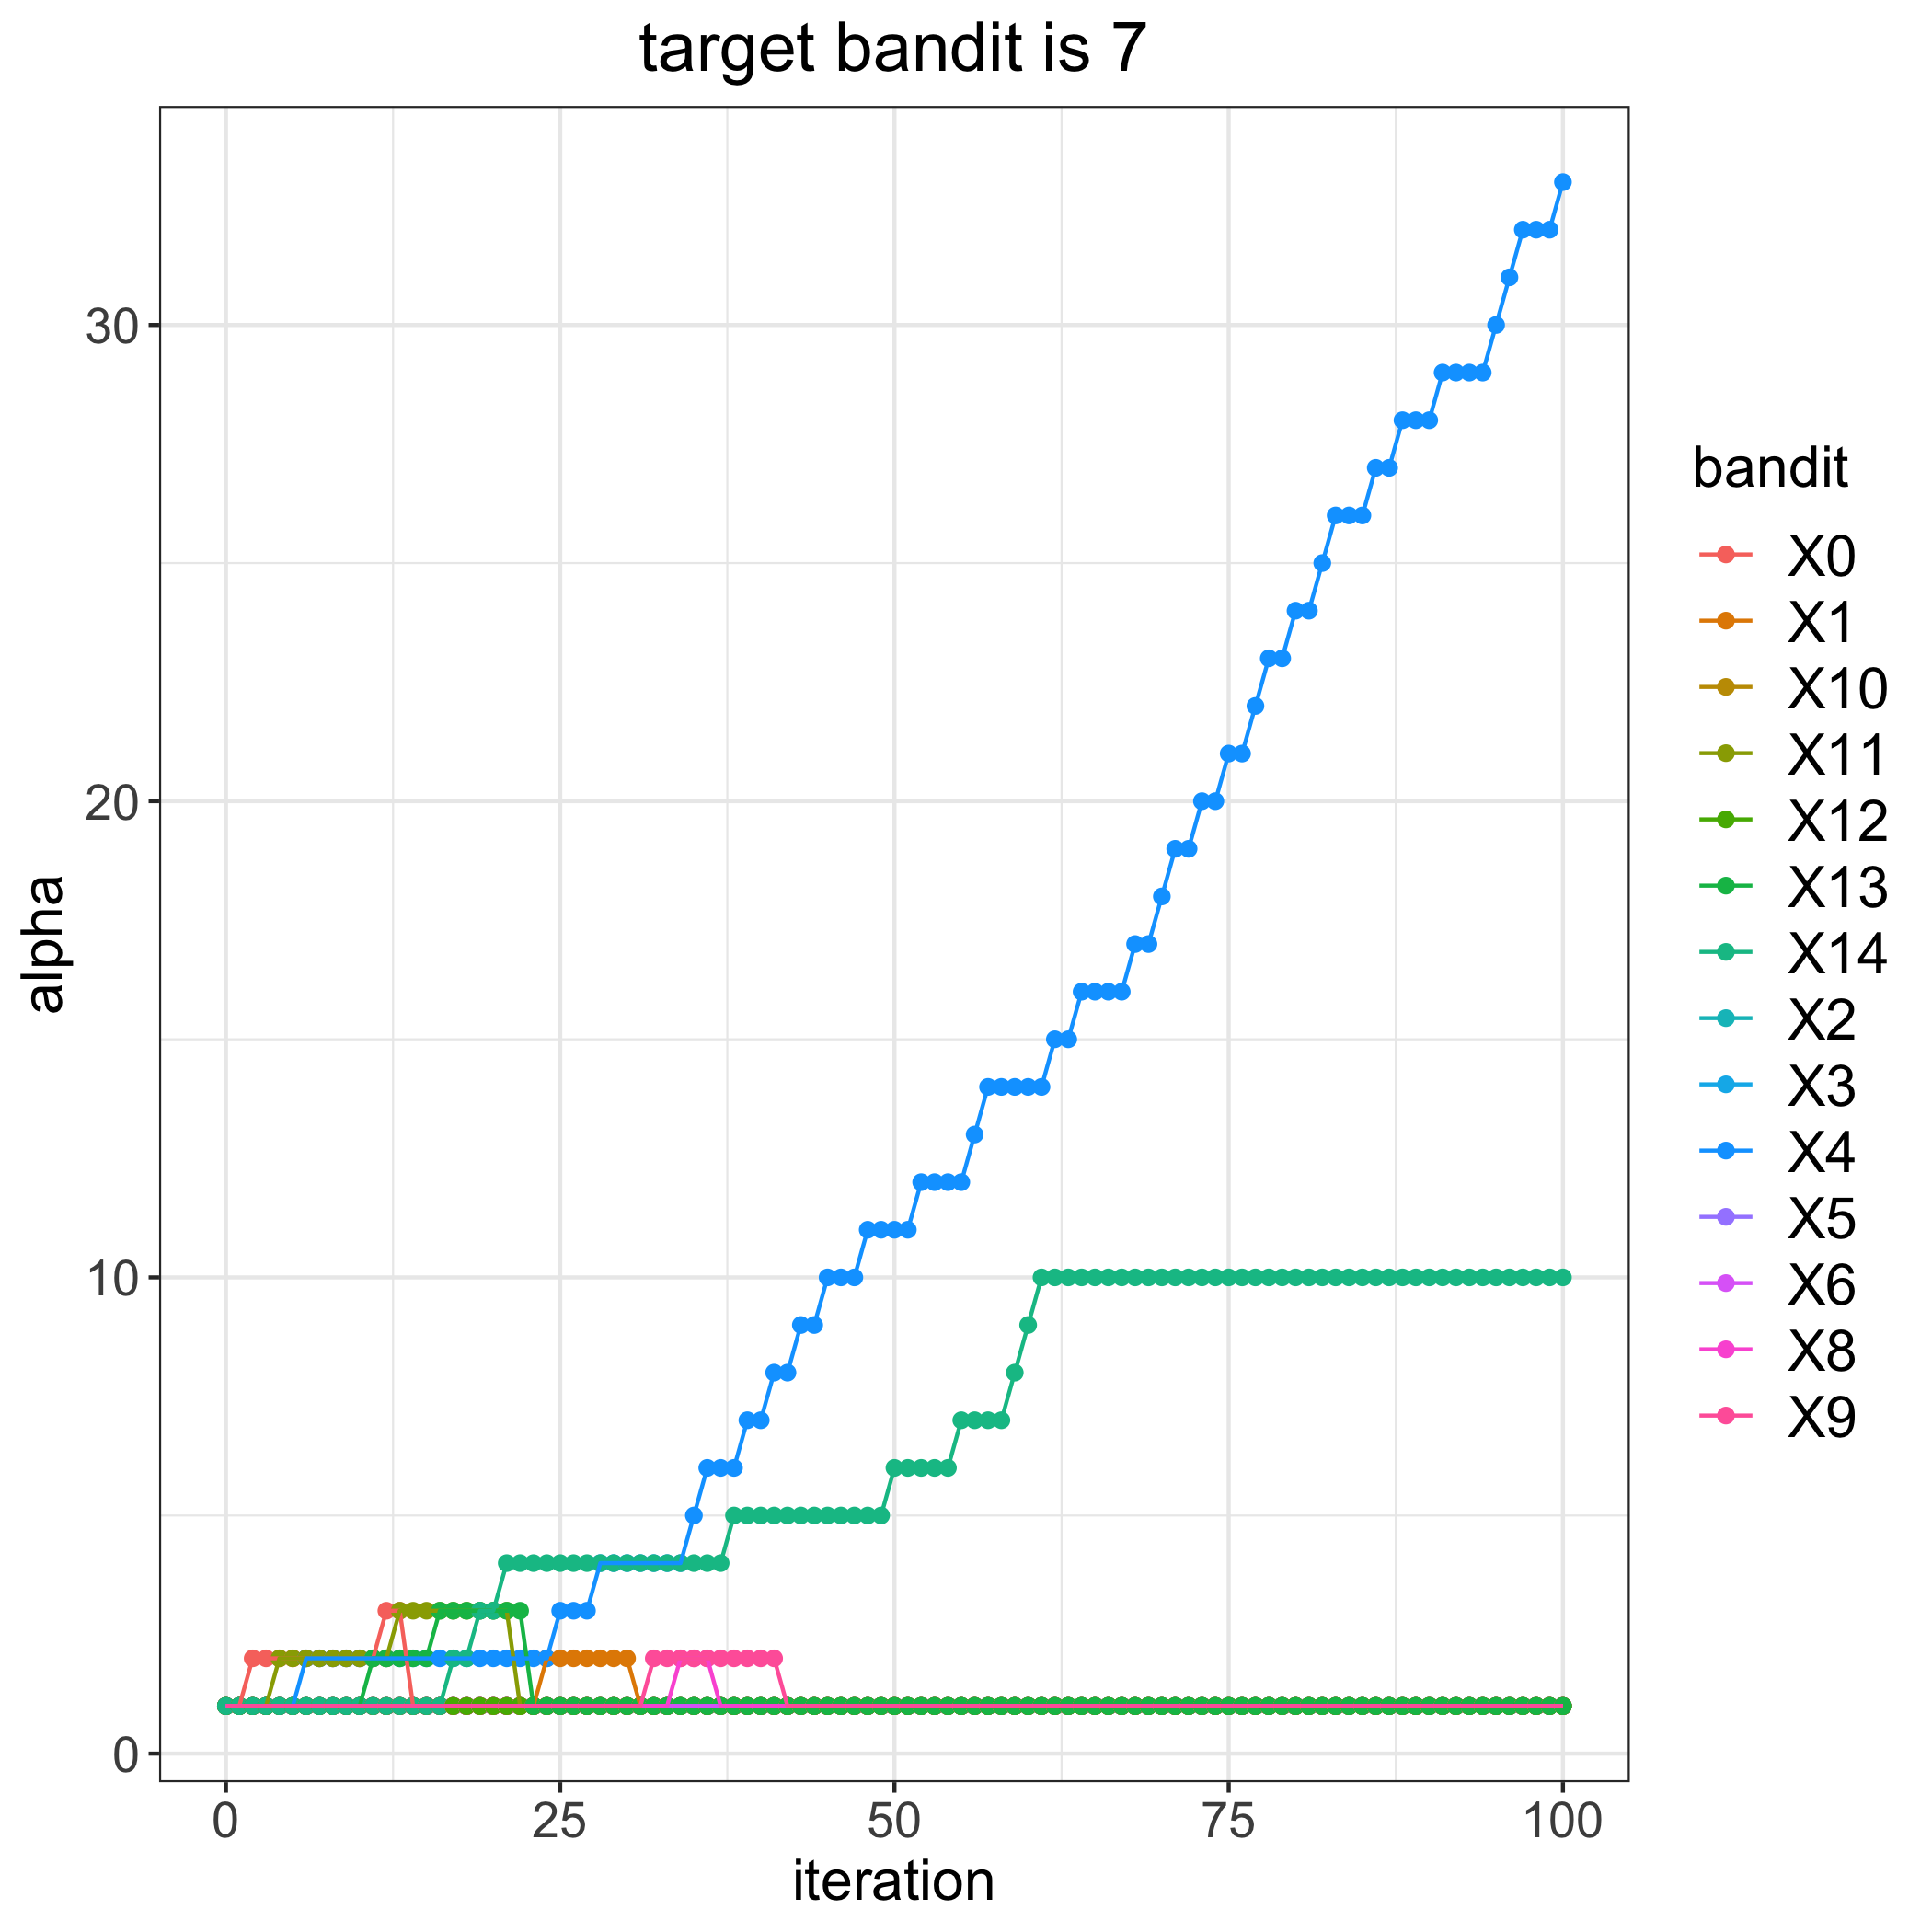 target bandit is 7
30
20
10
0
alpha
0 25 50 75 100
iteration
bandit
X0
X1
X10
X11
X12
X13
X14
X2
X3
X4
X5
X6
X8
X9